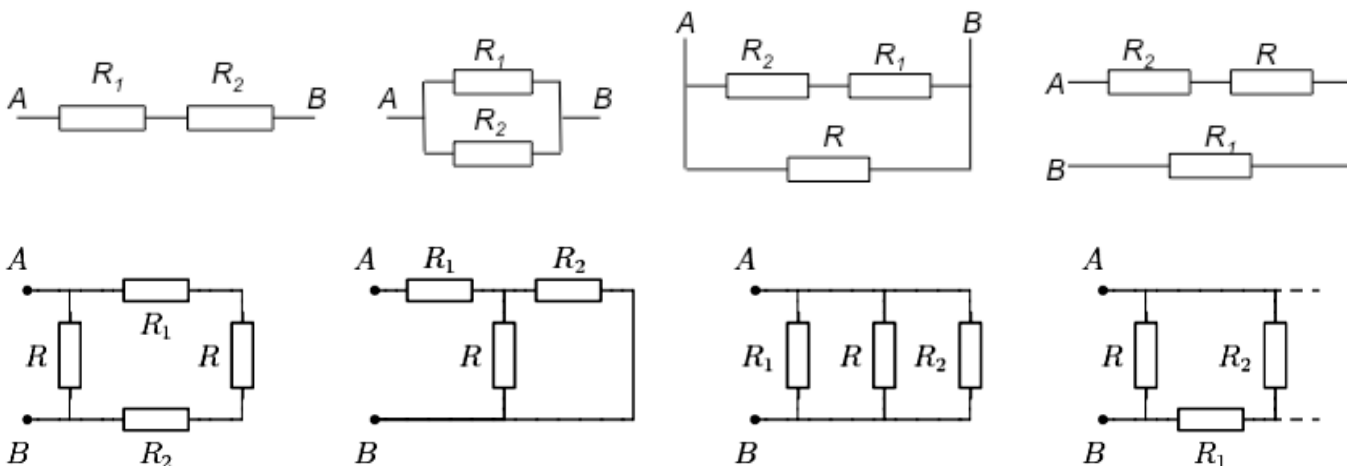 A R₁ R₂ B
A R₁ R₂ B
A R₂ R₁ B R
A R₂ R
B R₁
A R₁ R R R₂ B
A R₁ R₂ R B
A R₁ R R₂ B
A R R₂ B R₁